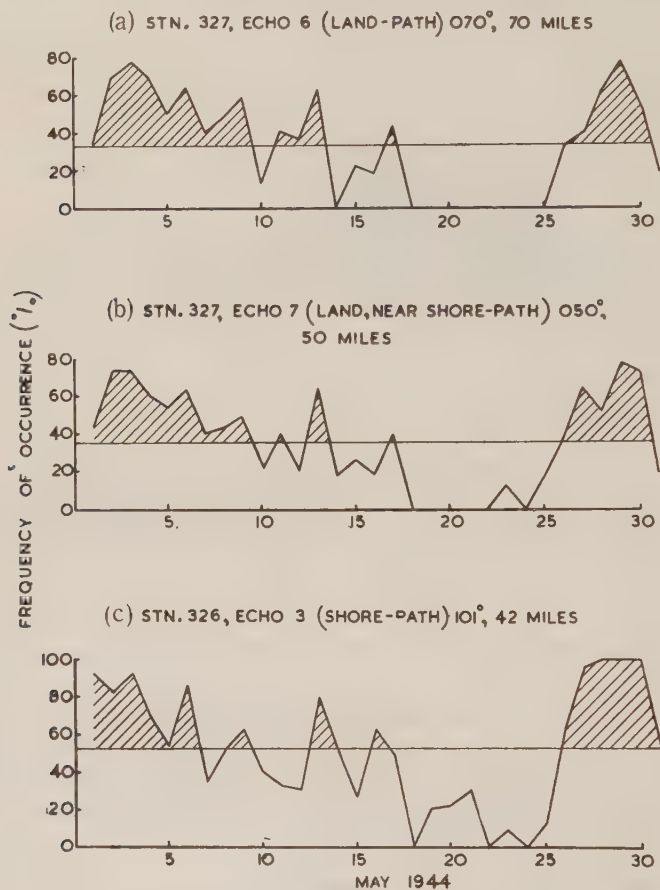 (a) STN. 327, ECHO 6 (LAND-PATH) 070°, 70 MILES
80
60
40
20
0
5 10 15 20 25 30
(b) STN. 327, ECHO 7 (LAND, NEAR SHORE-PATH) 050°,
50 MILES
80
60
40
20
0
5. 10 15 20 25 30
(c) STN. 326, ECHO 3 (SHORE-PATH) 101°, 42 MILES
100
80
60
40
20
0
5 10 15 20 25 30
MAY 1944
FREQUENCY OF OCCURRENCE (%)